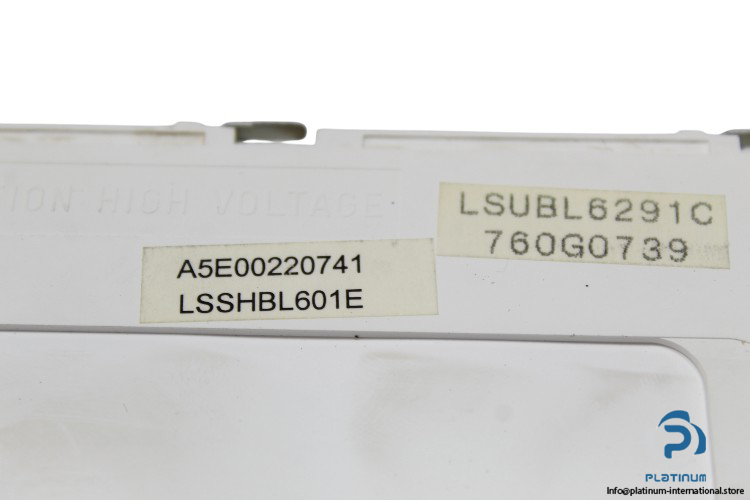 ION HIGH VOLTAGE
LSUBL6291C
760G0739
A5E00220741
LSSHBL601E
PLATINUM
Info@platinum-international.store